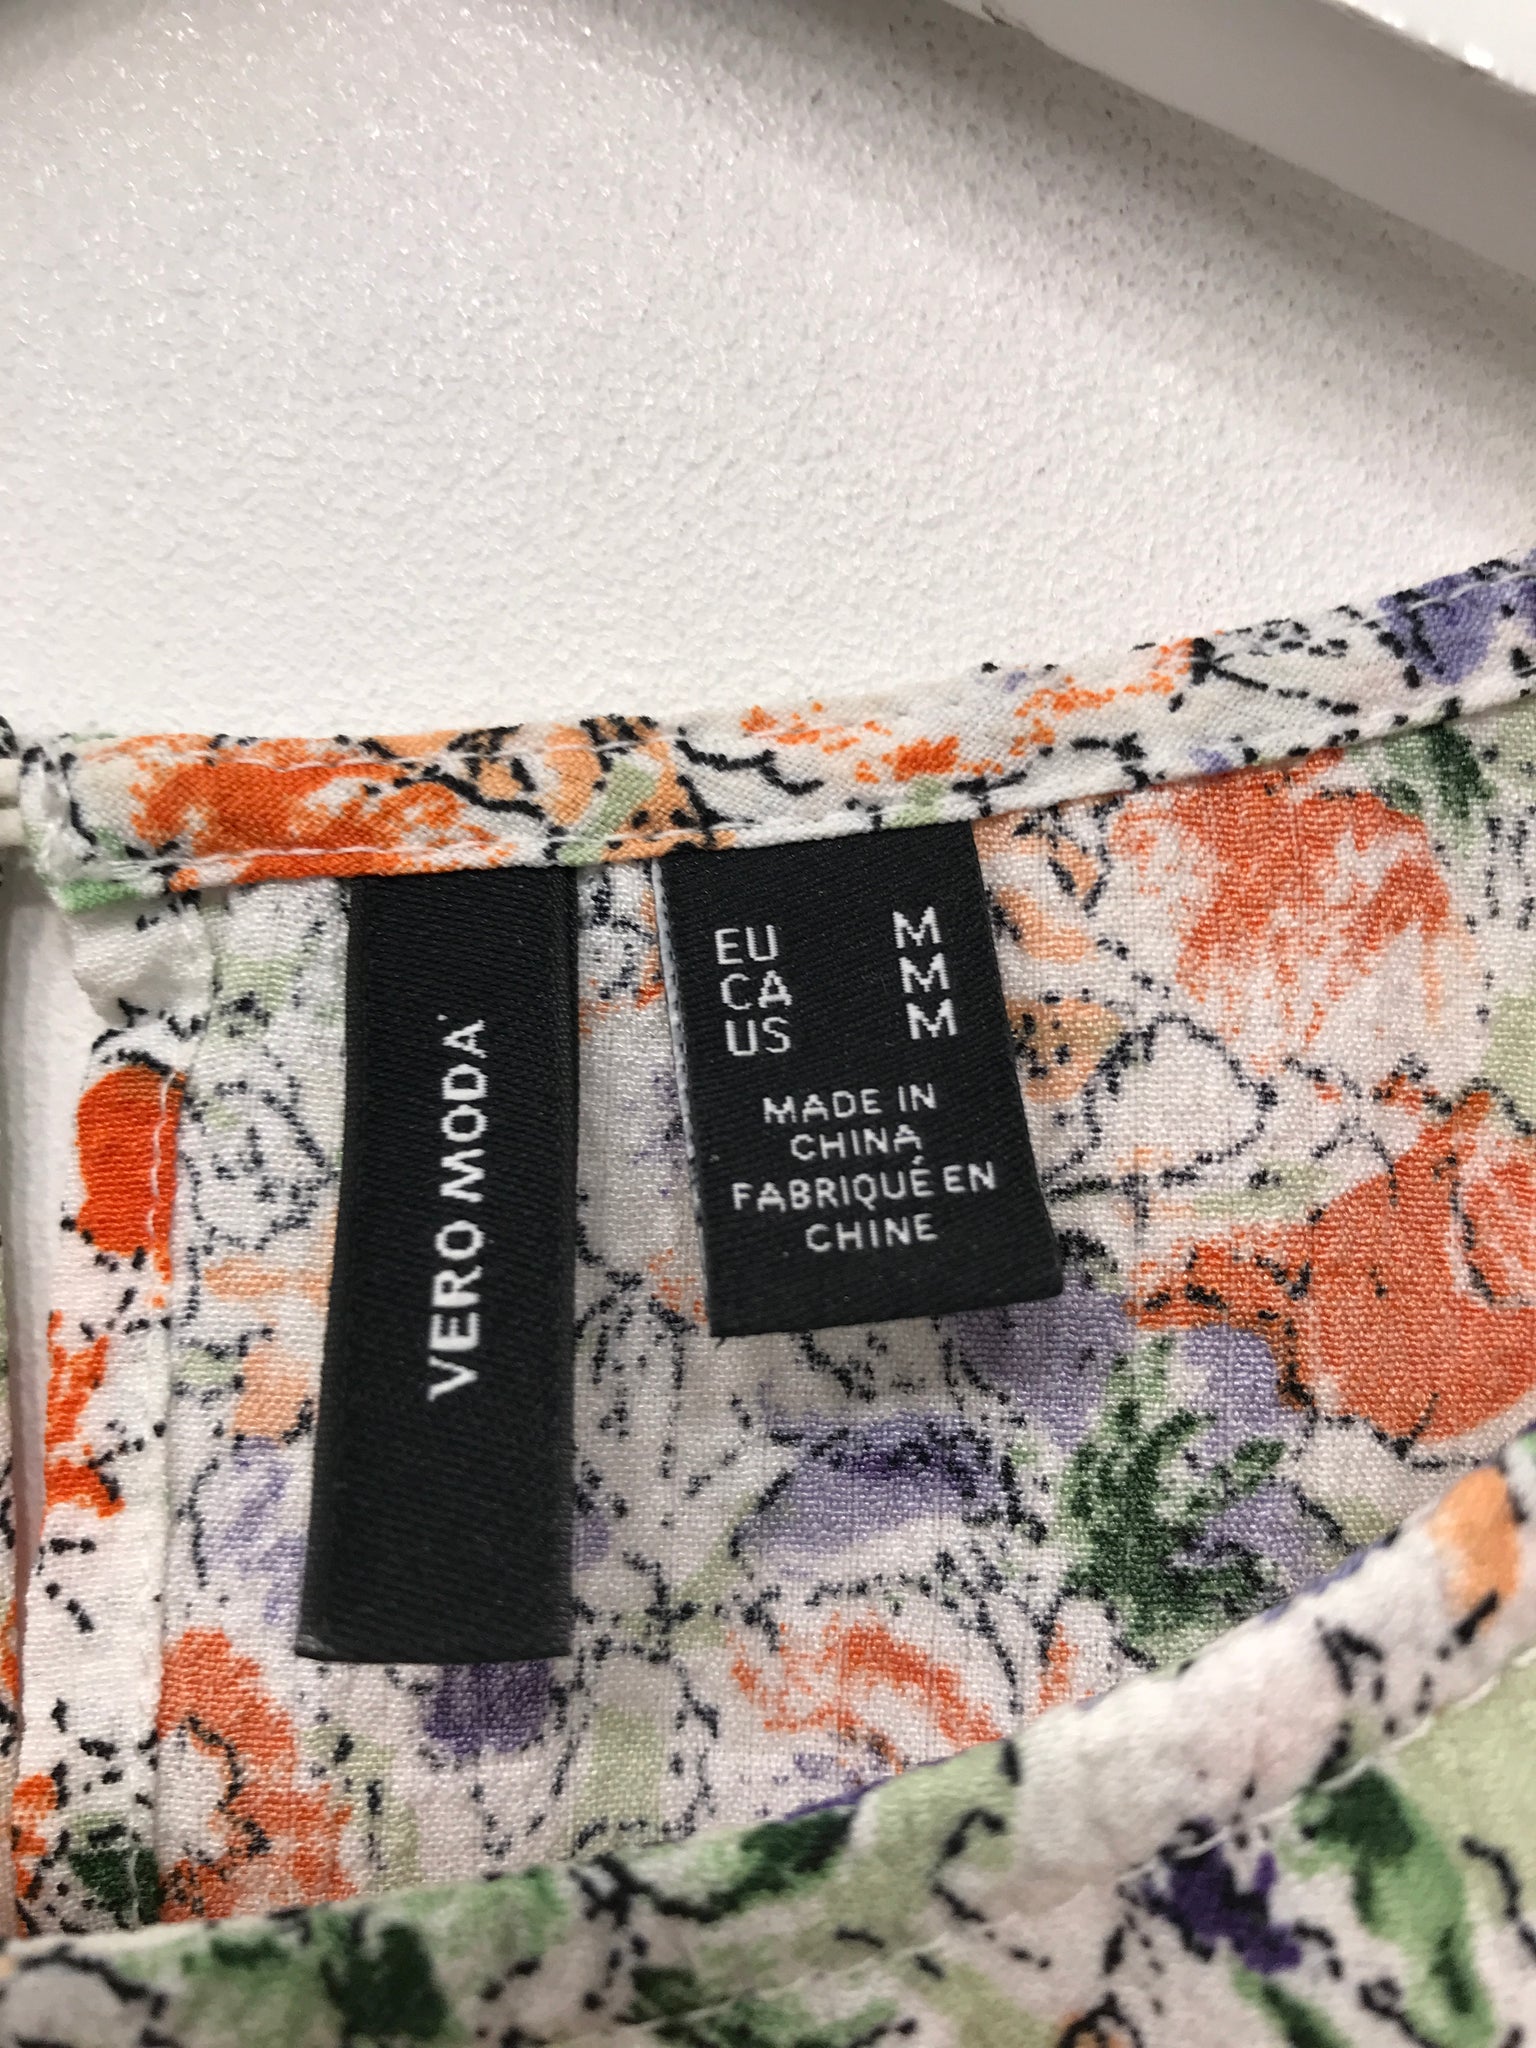 VERO MODA
EU M
CA M
US M
MADE IN
CHINA
FABRIQUÉ EN
CHINE